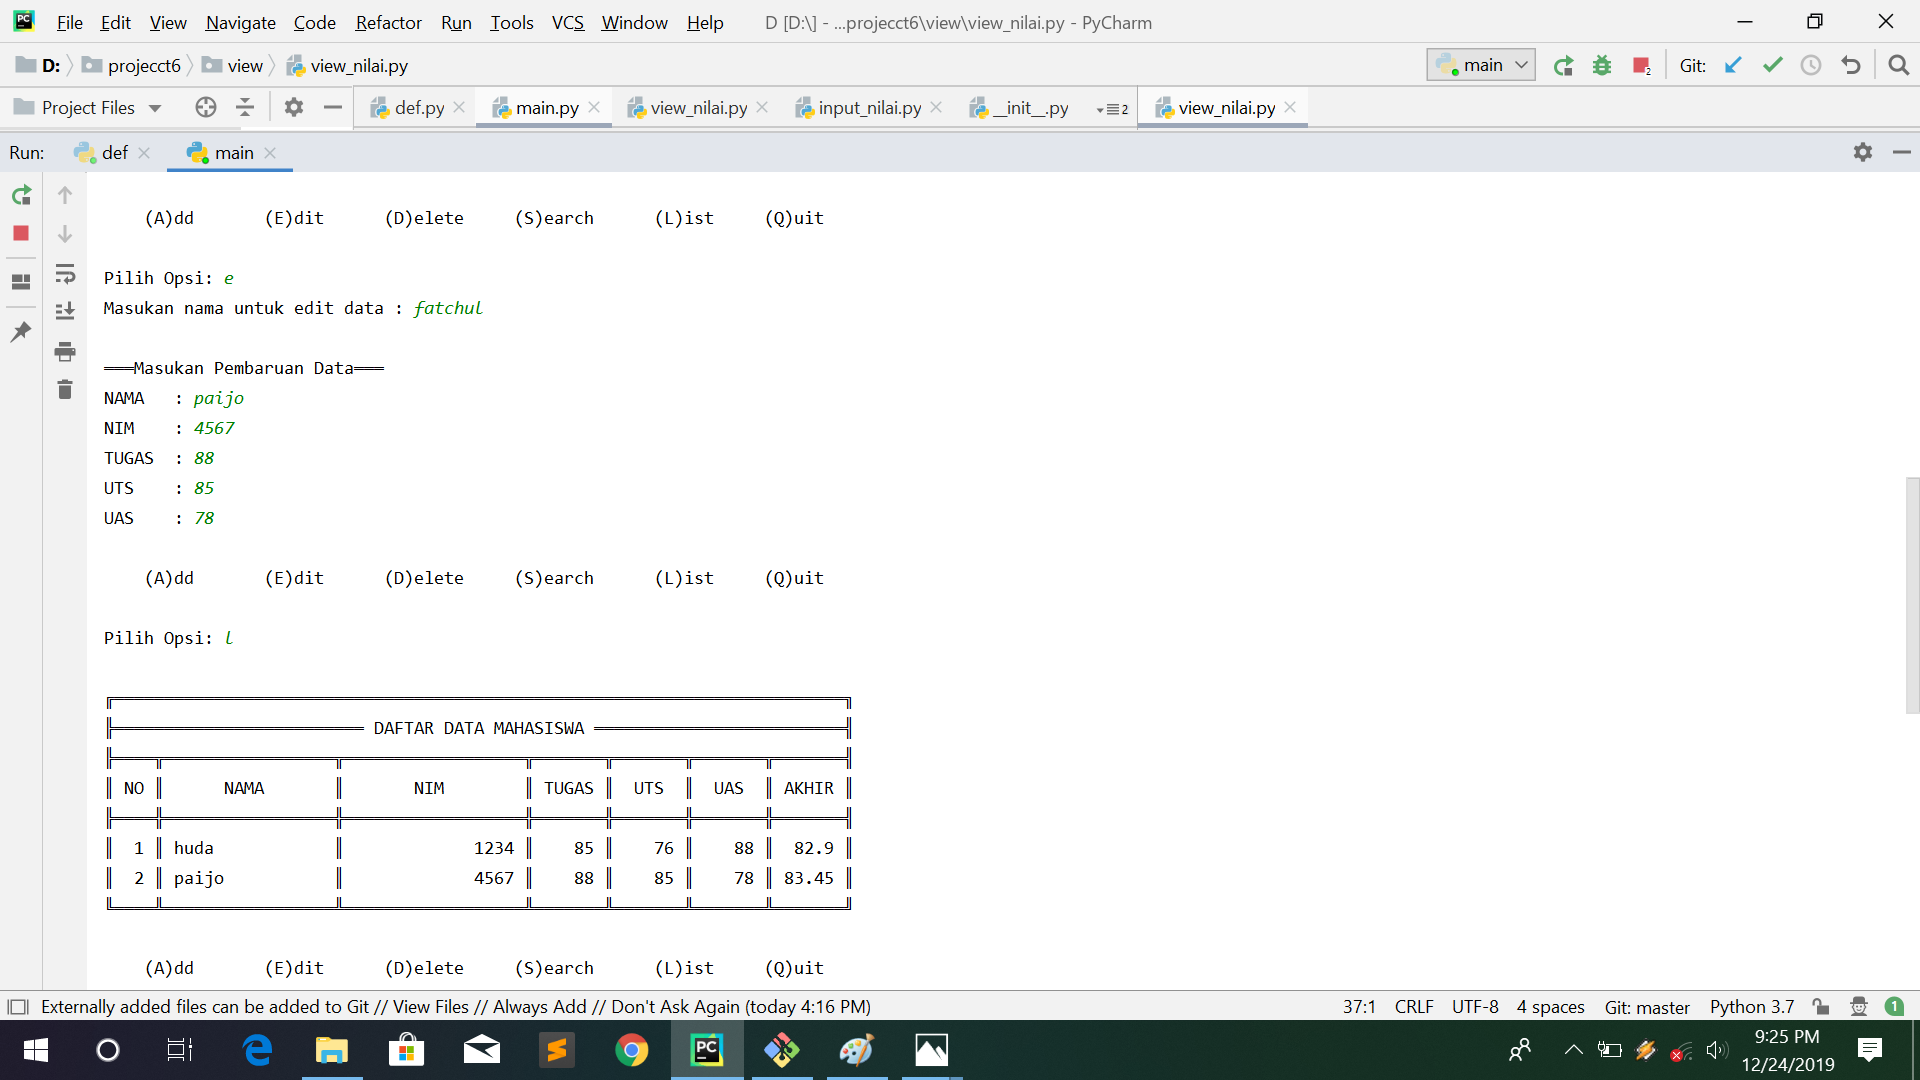 File Edit View Navigate Code Refactor Run Tools VCS Window Help D [D:\] - ...projecct6\view\view_nilai.py - PyCharm
D: projecct6 view view_nilai.py main 2 Git:
Project Files def.py main.py view_nilai.py input_nilai.py __init__.py 2 view_nilai.py
Run: def main
(A)dd (E)dit (D)elete (S)earch (L)ist (Q)uit
Pilih Opsi: e
Masukan nama untuk edit data : fatchul
═══Masukan Pembaruan Data═══
NAMA : paijo
NIM : 4567
TUGAS : 88
UTS : 85
UAS : 78
(A)dd (E)dit (D)elete (S)earch (L)ist (Q)uit
Pilih Opsi: l
DAFTAR DATA MAHASISWA
NO NAMA NIM TUGAS UTS UAS AKHIR
1 huda 1234 85 76 88 82.9
2 paijo 4567 88 85 78 83.45
(A)dd (E)dit (D)elete (S)earch (L)ist (Q)uit
Externally added files can be added to Git // View Files // Always Add // Don't Ask Again (today 4:16 PM) 37:1 CRLF UTF-8 4 spaces Git: master Python 3.7 1
PC
9:25 PM
12/24/2019